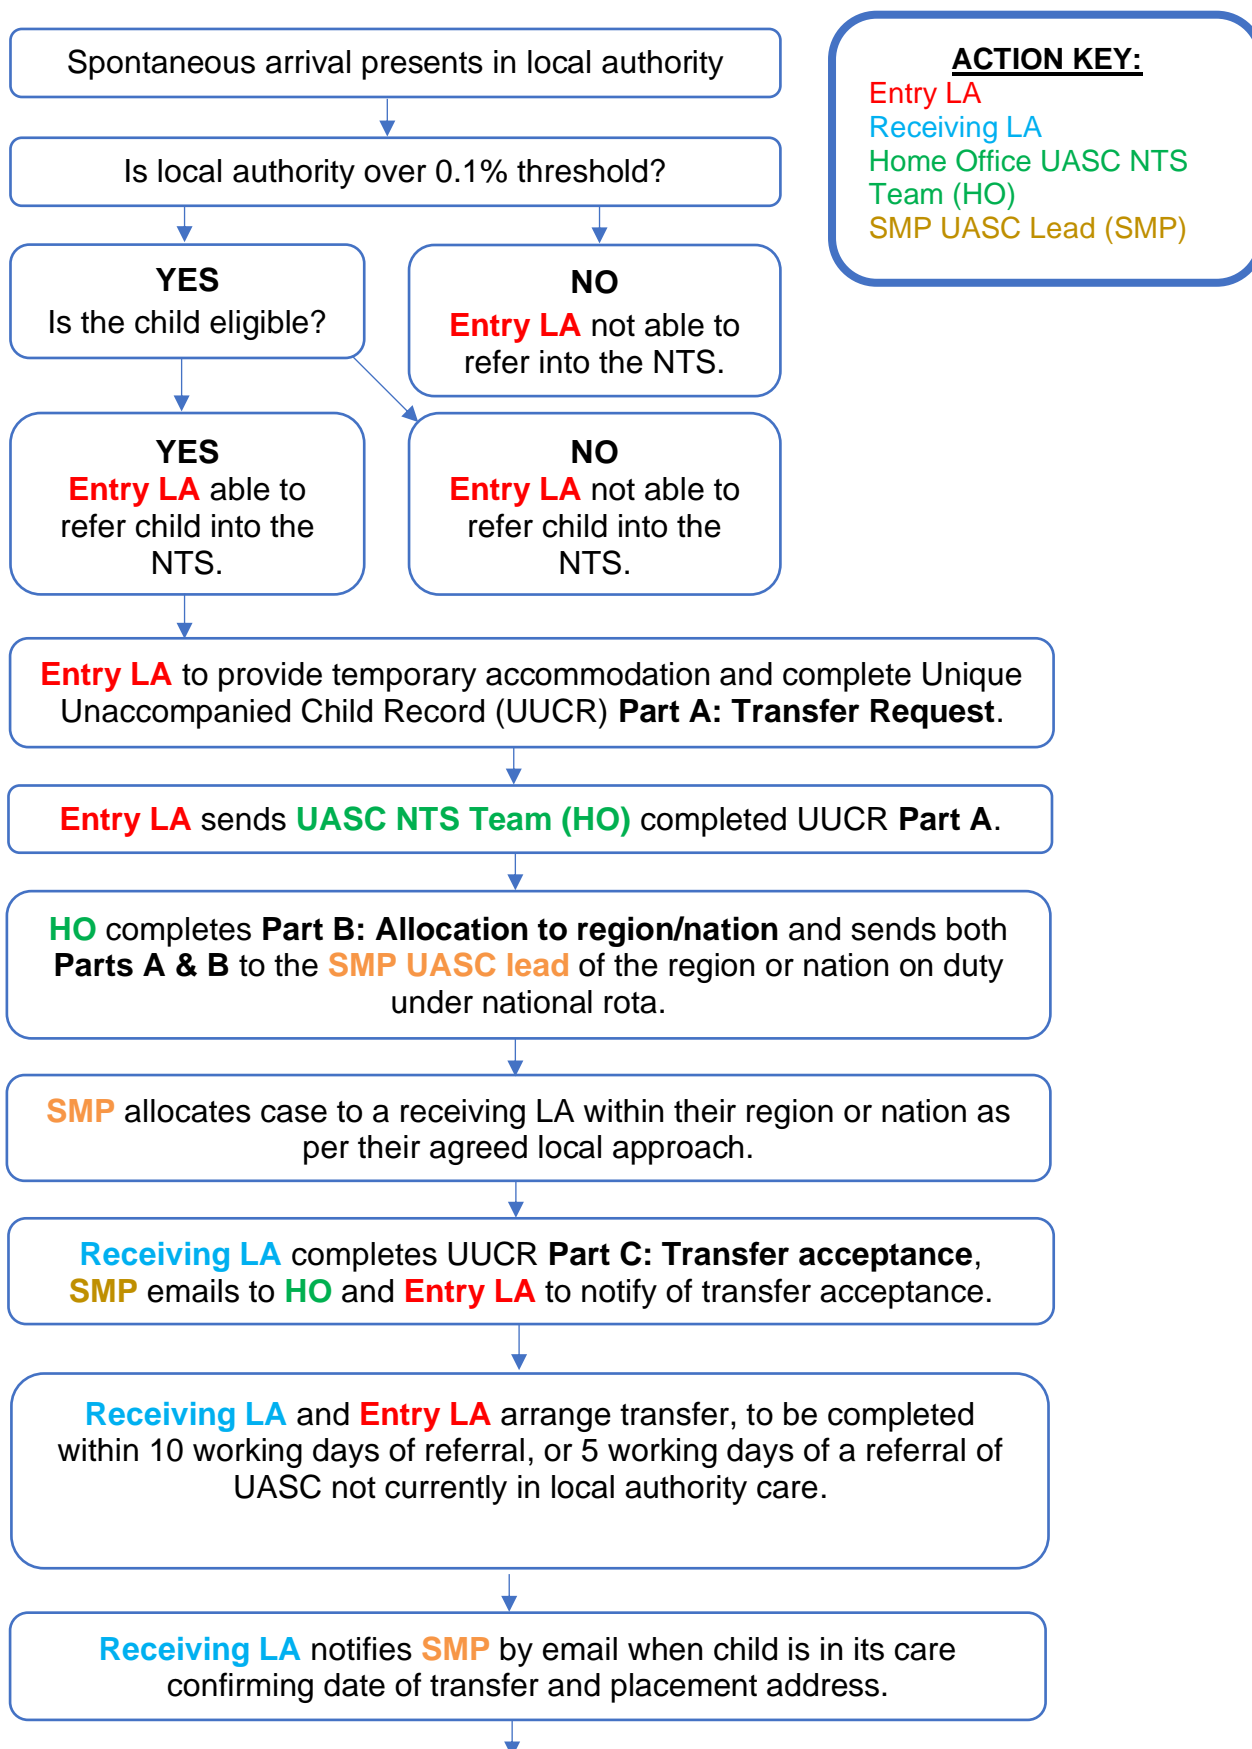 Spontaneous arrival presents in local authority
ACTION KEY:
Entry LA
Receiving LA
Home Office UASC NTS
Team (HO)
SMP UASC Lead (SMP)
Is local authority over 0.1% threshold?
YES
Is the child eligible?
NO
Entry LA not able to
refer into the NTS.
YES
Entry LA able to
refer child into the
NTS.
NO
Entry LA not able to
refer child into the
NTS.
Entry LA to provide temporary accommodation and complete Unique
Unaccompanied Child Record (UUCR) Part A: Transfer Request.
Entry LA sends UASC NTS Team (HO) completed UUCR Part A.
HO completes Part B: Allocation to region/nation and sends both
Parts A & B to the SMP UASC lead of the region or nation on duty
under national rota.
SMP allocates case to a receiving LA within their region or nation as
per their agreed local approach.
Receiving LA completes UUCR Part C: Transfer acceptance,
SMP emails to HO and Entry LA to notify of transfer acceptance.
Receiving LA and Entry LA arrange transfer, to be completed
within 10 working days of referral, or 5 working days of a referral of
UASC not currently in local authority care.
Receiving LA notifies SMP by email when child is in its care
confirming date of transfer and placement address.